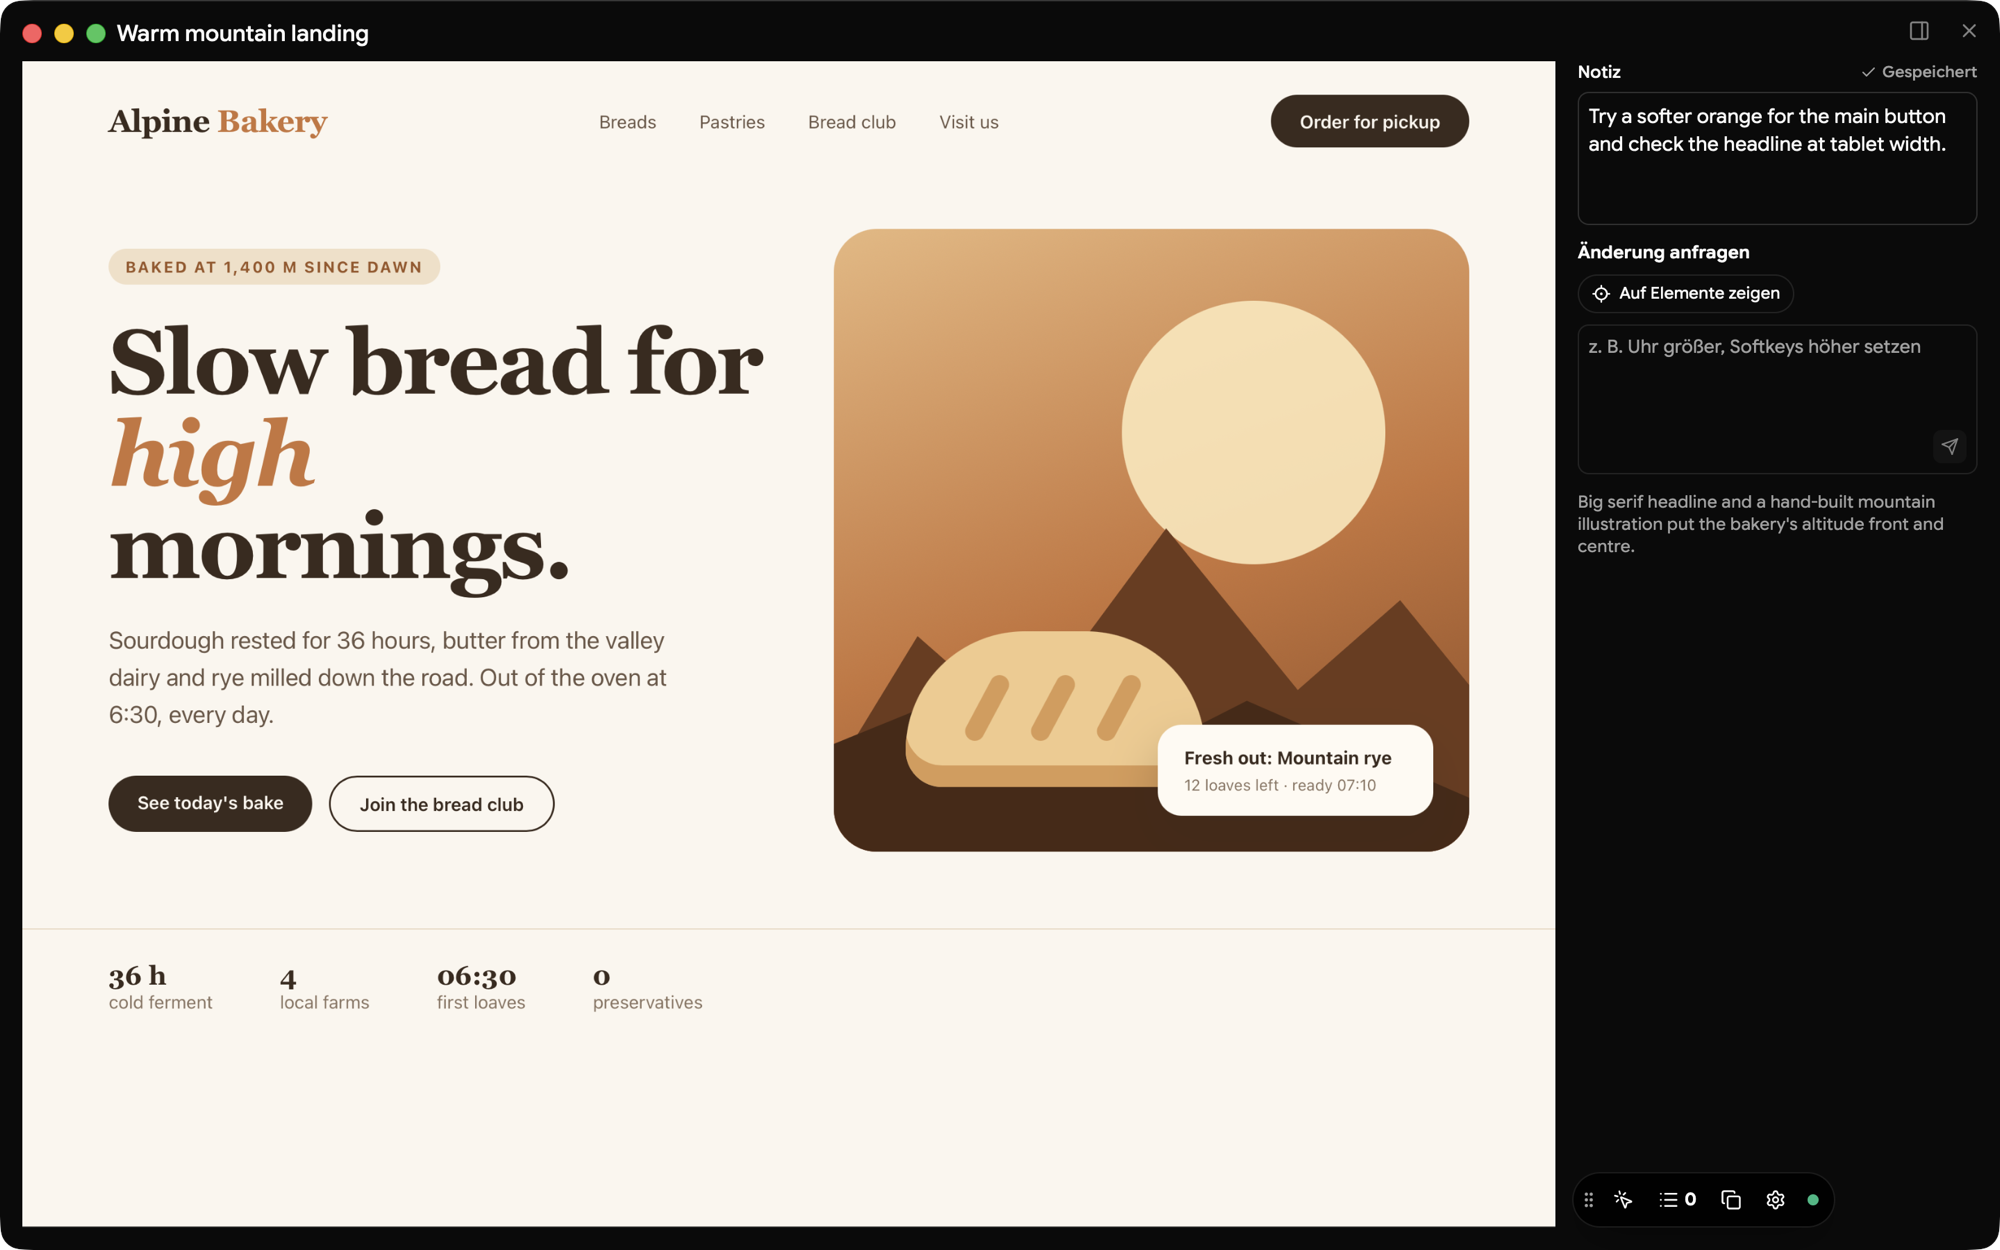 Warm mountain landing
Alpine Bakery
Breads
Pastries
Bread club
Visit us
Order for pickup
BAKED AT 1,400 M SINCE DAWN
Slow bread for
high
mornings.
Sourdough rested for 36 hours, butter from the valley
dairy and rye milled down the road. Out of the oven at
6:30, every day.
See today's bake
Join the bread club
Fresh out: Mountain rye
12 loaves left · ready 07:10
36 h
cold ferment
4
local farms
06:30
first loaves
0
preservatives
Notiz
Gespeichert
Try a softer orange for the main button
and check the headline at tablet width.
Änderung anfragen
Auf Elemente zeigen
z. B. Uhr größer, Softkeys höher setzen
Big serif headline and a hand-built mountain
illustration put the bakery's altitude front and
centre.
0